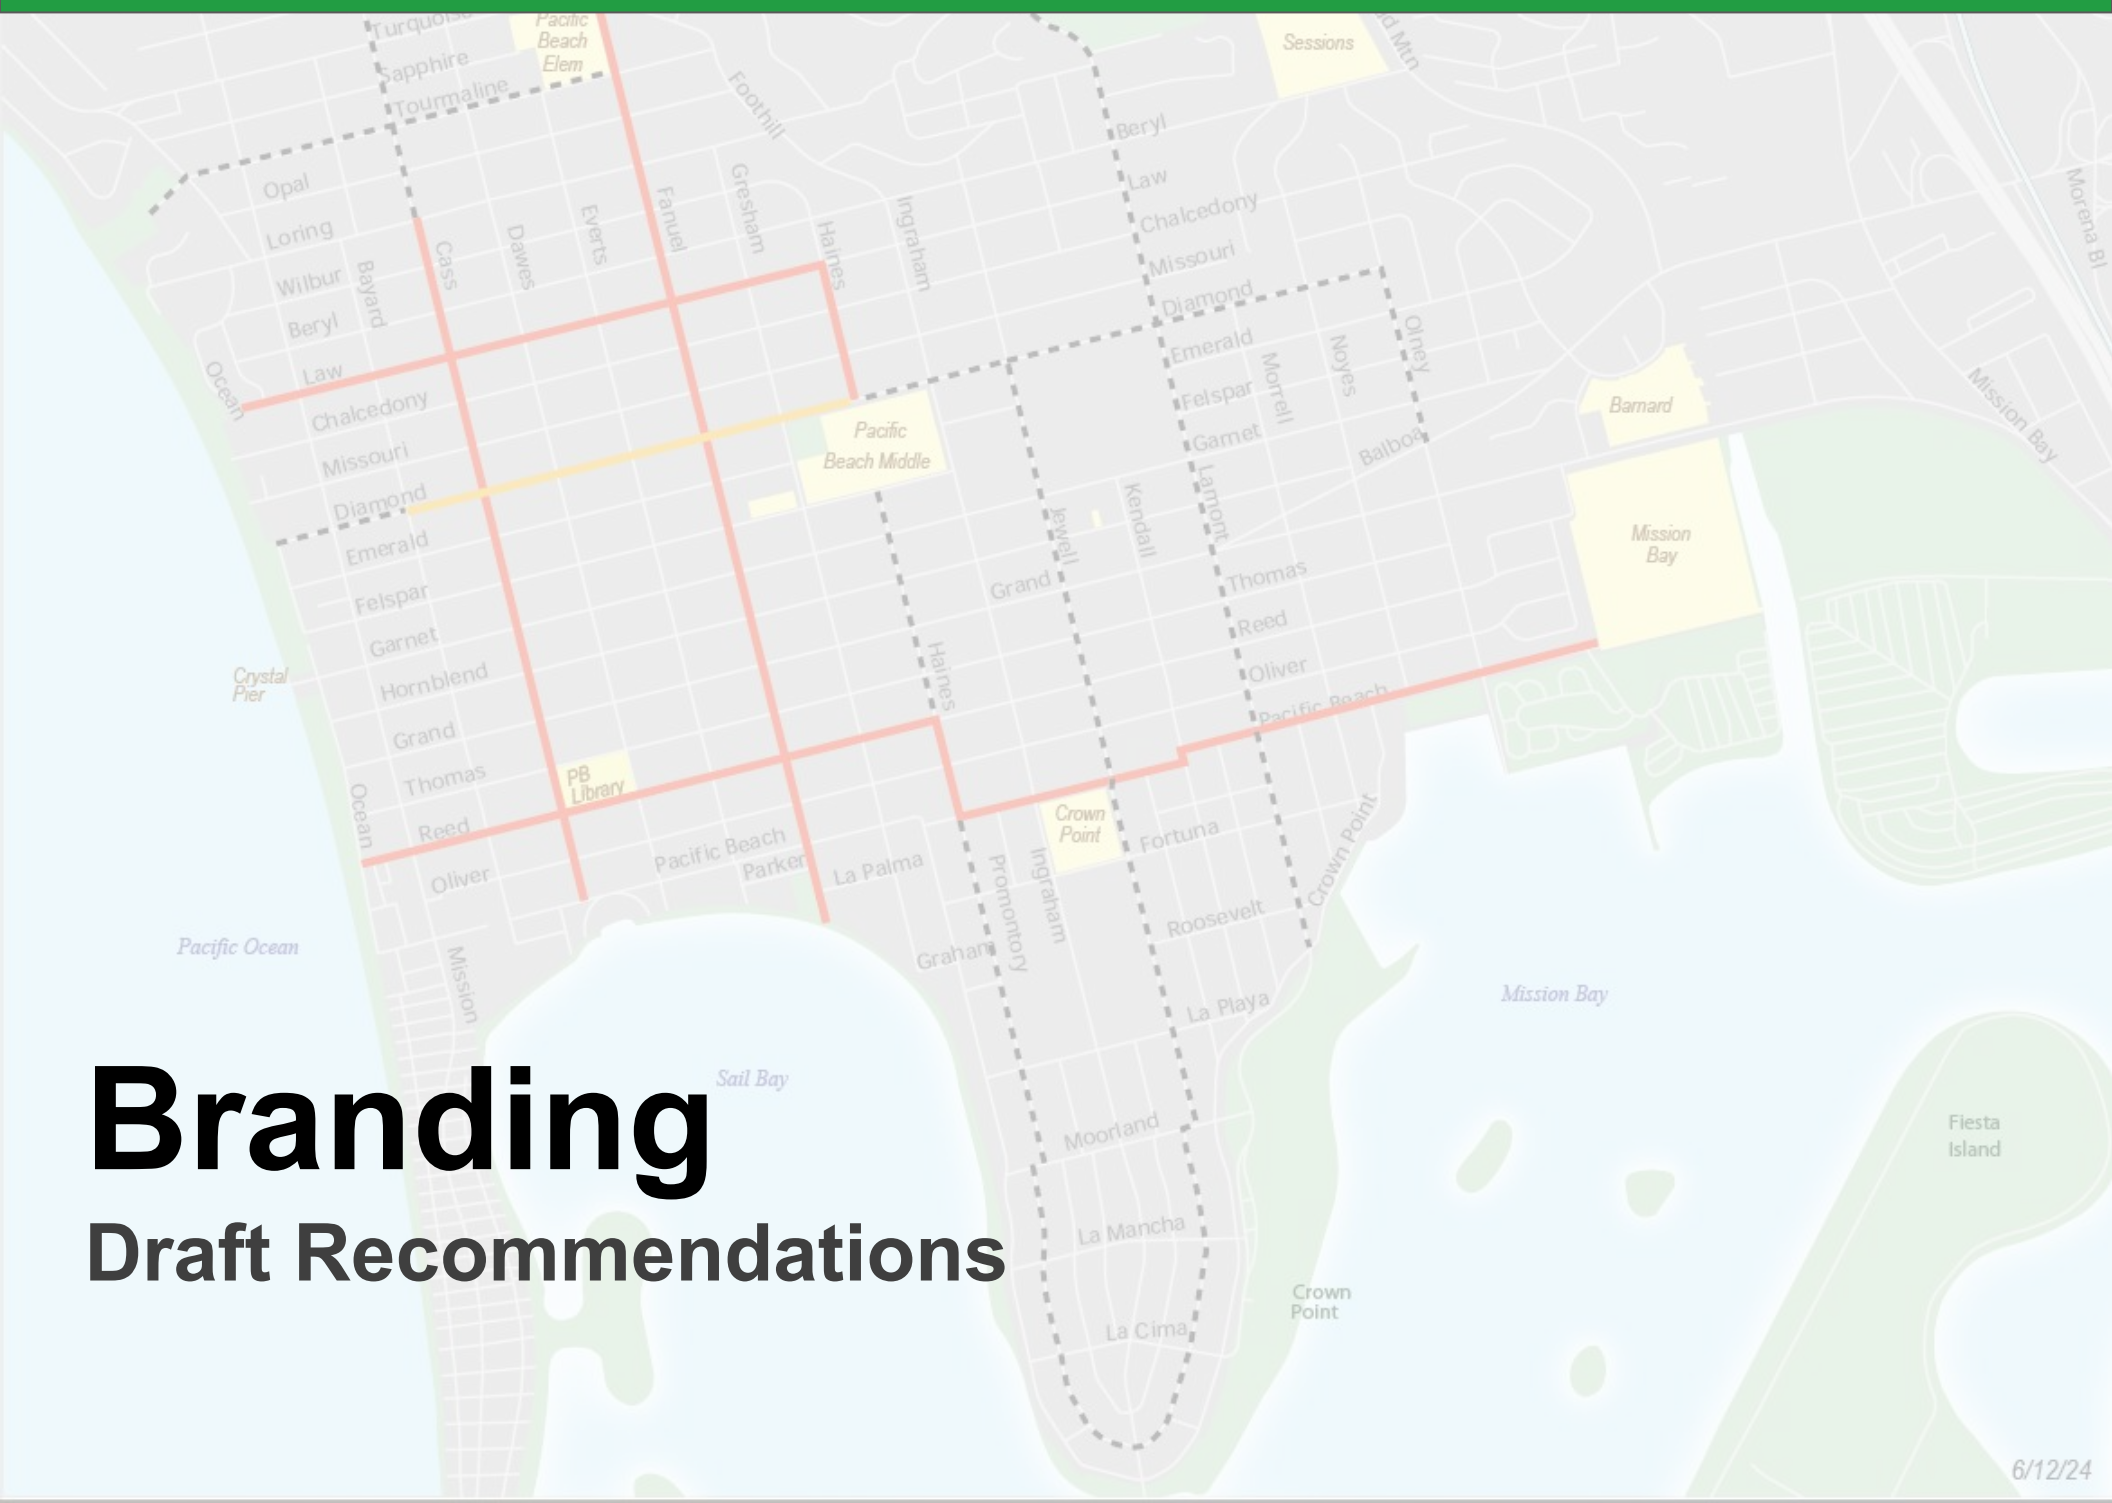 Turquoise
Pacific
Beach
Elem
Sapphire
Tourmaline
Foothill
Sessions
Mtn
Beryl
Law
Chalcedony
Missouri
Diamond
Emerald
Felspar
Garnet
Morena Bl
Opal
Loring
Wilbur
Beryl
Law
Chalcedony
Missouri
Diamond
Emerald
Felspar
Garnet
Hornblend
Grand
Thomas
Reed
Oliver
Bayard
Cass
Dawes
Everts
Fanuel
Gresham
Haines
Ingraham
Ocean
Pacific
Beach Middle
Morrell
Noyes
Olney
Balboa
Barnard
Mission Bay
Mission
Bay
Lamont
Kendall
Jewell
Grand
Haines
Thomas
Reed
Oliver
Pacific Beach
Crystal
Pier
PB
Library
Ocean
Crown
Point
Pacific Beach
Parker
La Palma
Fortuna
Crown Point
Promontory
Ingraham
Roosevelt
Graham
Pacific Ocean
Mission
La Playa
Mission Bay
Sail Bay
Moorland
Fiesta
Island
La Mancha
Crown
Point
La Cima
Branding
Draft Recommendations
6/12/24